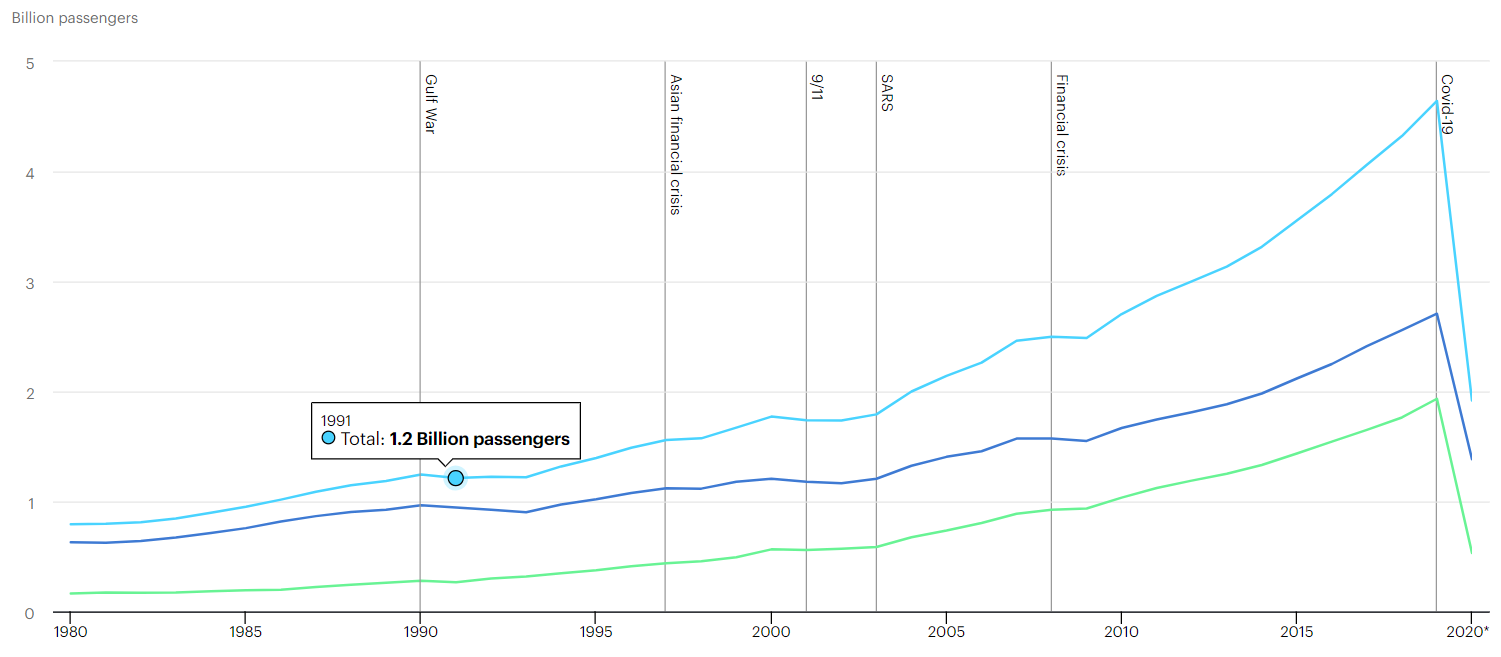 Billion passengers
5
4
3
2
1
0
Gulf War
Asian financial crisis
9/11
SARS
Financial crisis
Covid-19
1991
Total: 1.2 Billion passengers
1980 1985 1990 1995 2000 2005 2010 2015 2020*